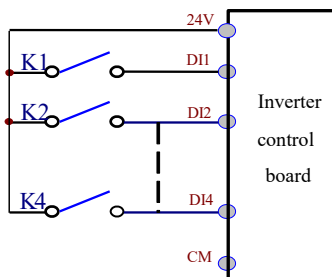 24V
K1 DI1
K2 DI2
Inverter
control
board
K4 DI4
CM